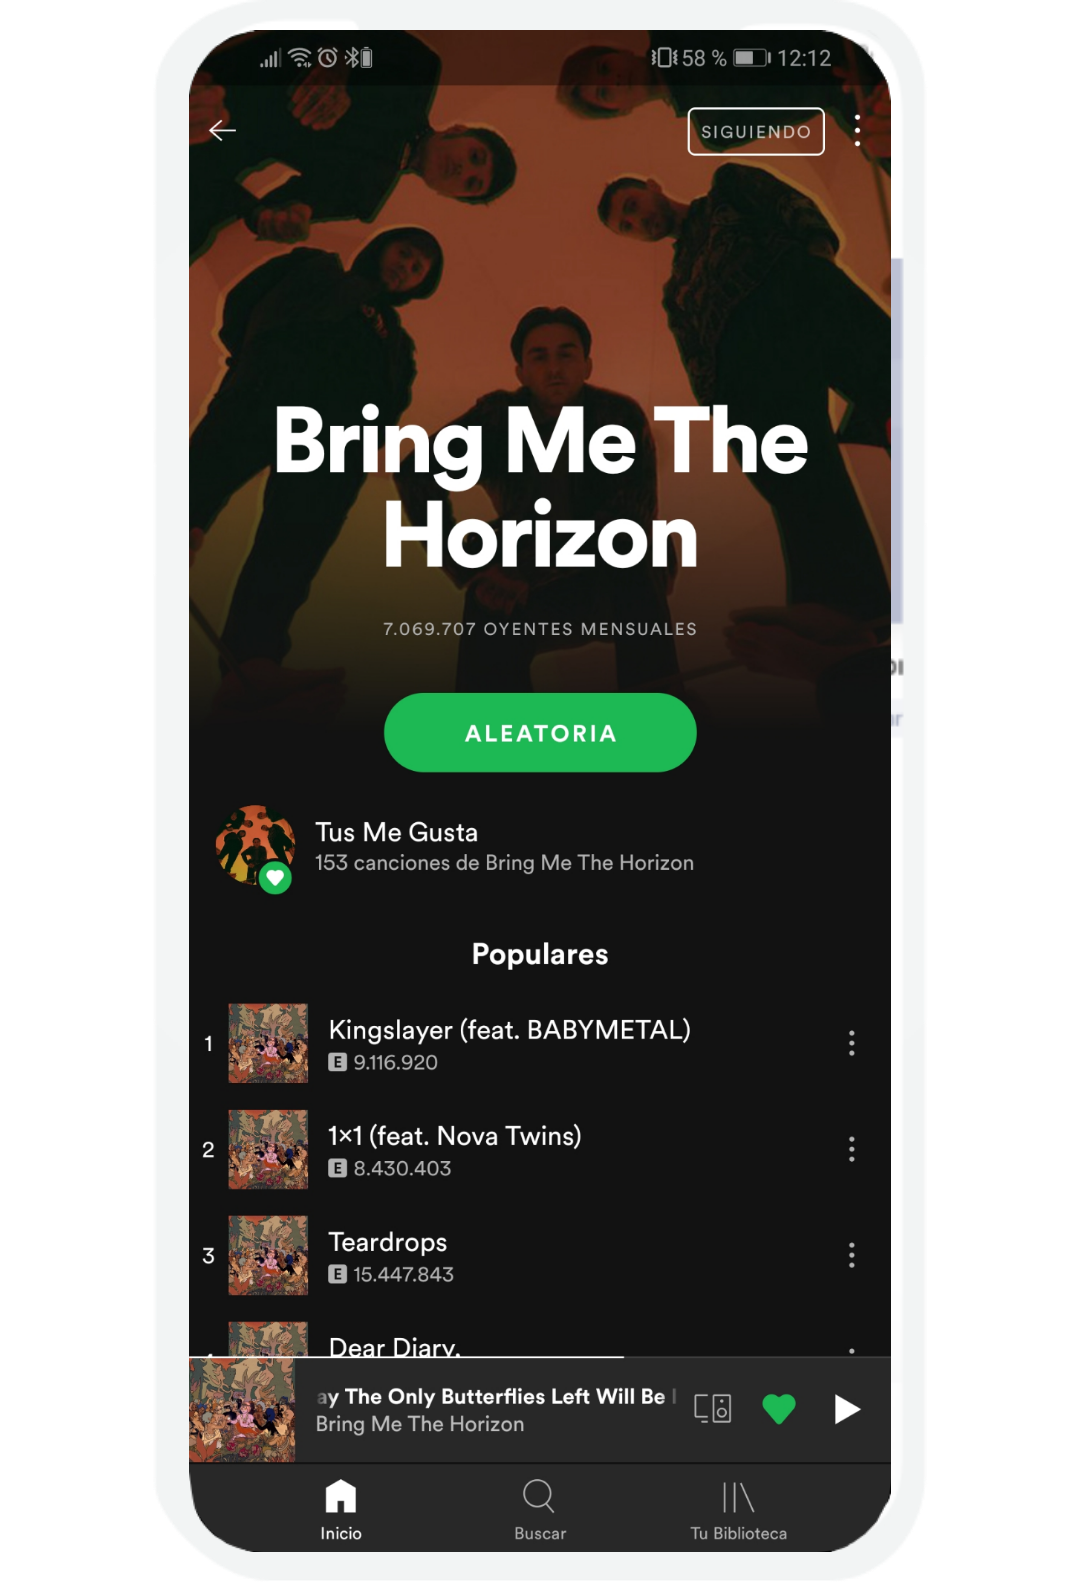 58 % 12:12
SIGUIENDO
Bring Me The
Horizon
7.069.707 OYENTES MENSUALES
ALEATORIA
Tus Me Gusta
153 canciones de Bring Me The Horizon
Populares
1 Kingslayer (feat. BABYMETAL)
E 9.116.920
2 1×1 (feat. Nova Twins)
E 8.430.403
3 Teardrops
E 15.447.843
Dear Diary,
ay The Only Butterflies Left Will Be
Bring Me The Horizon
Inicio Buscar Tu Biblioteca